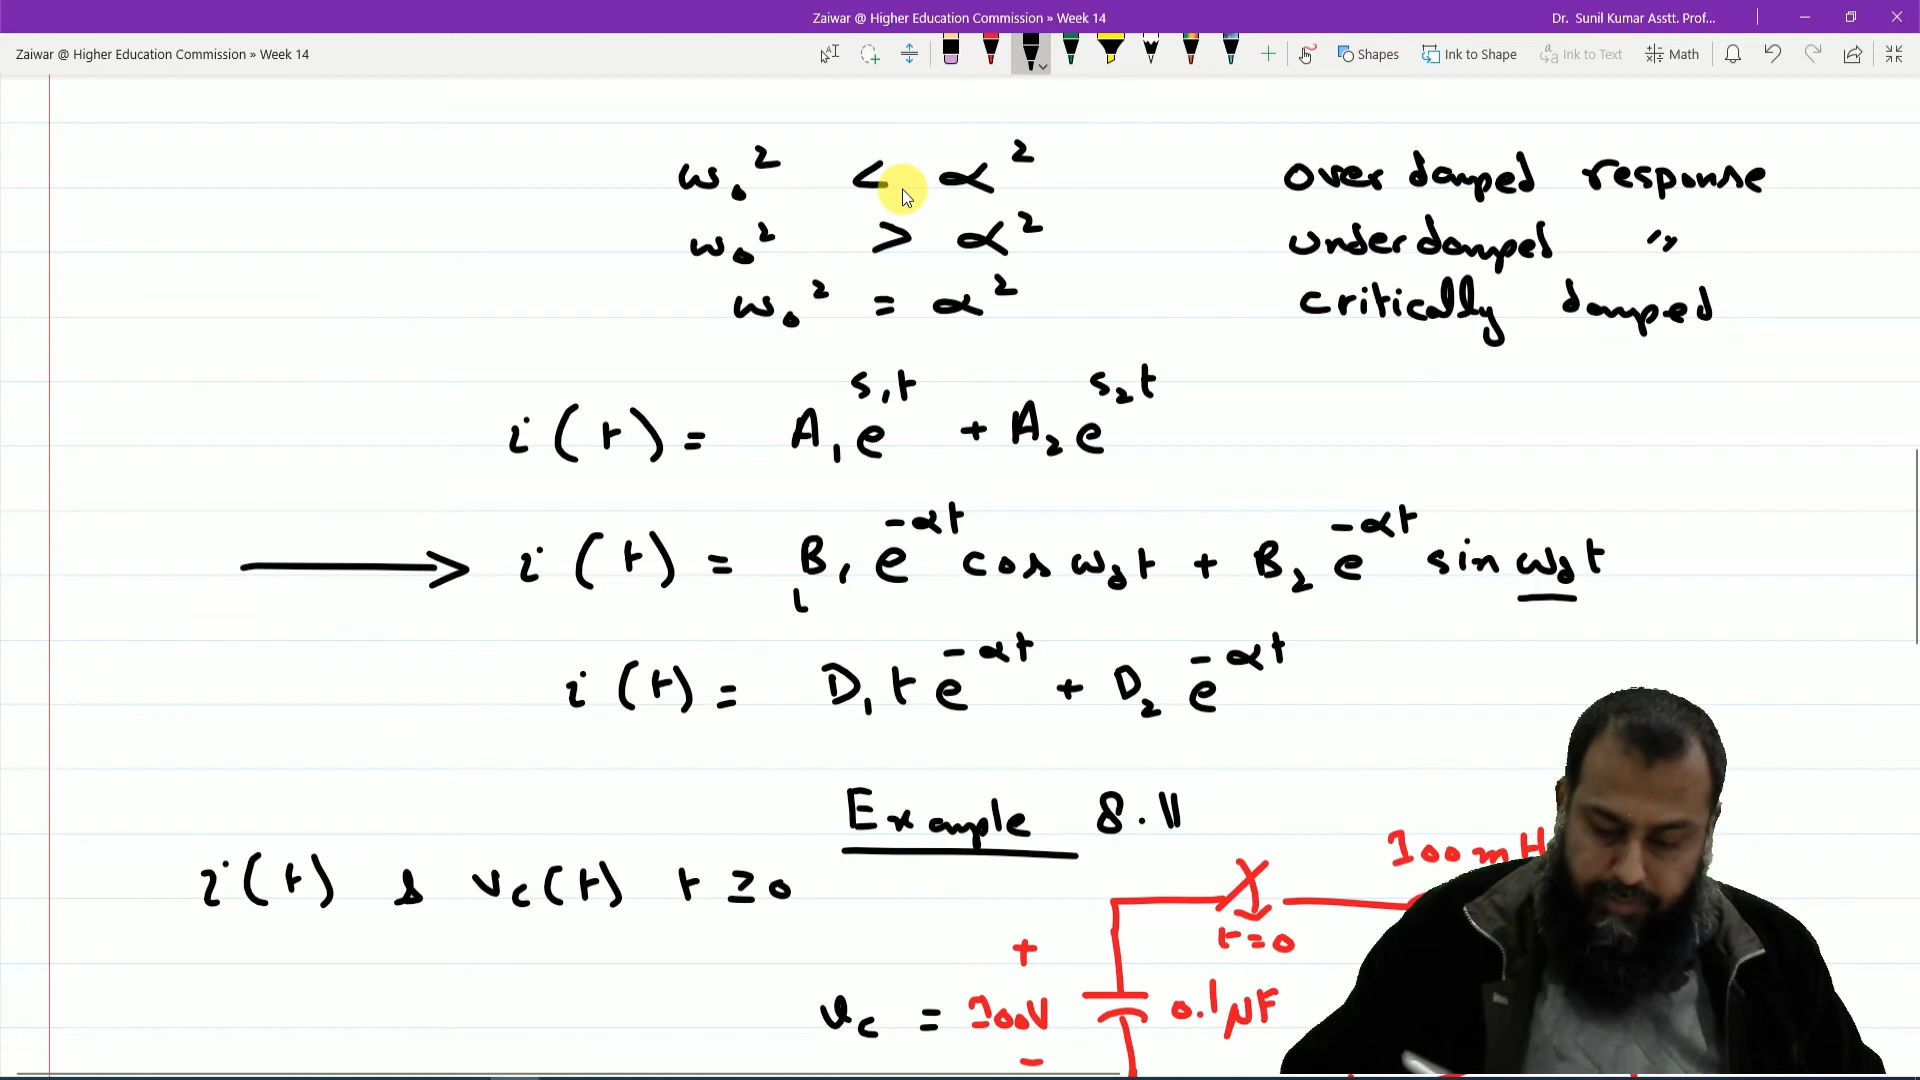 Zaiwar @ Higher Education Commission » Week 14
Dr. Sunil Kumar Asstt. Prof...
Zaiwar @ Higher Education Commission » Week 14
Shapes
Ink to Shape
Ink to Text
Math
ω₀² < α² over damped response
ω₀² > α² underdamped "
ω₀² = α² critically damped
i(t) = A₁e^(s₁t) + A₂e^(s₂t)
i(t) = B₁e^(-αt) cos ω_d t + B₂ e^(-αt) sin ω_d t
i(t) = D₁ t e^(-αt) + D₂ e^(-αt)
Example 8.11
i(t) & v_c(t) t ≥ 0
100mH
t=0
+
v_c = 100V 0.1μF
-